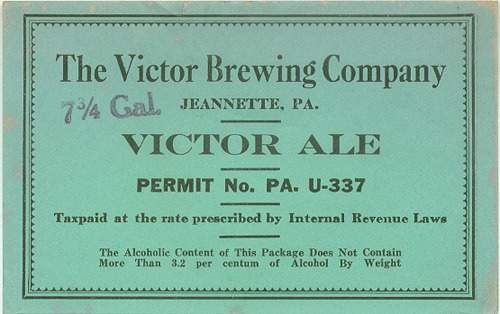 The Victor Brewing Company
7 3/4 Gal.
JEANNETTE, PA.
VICTOR ALE
PERMIT No. PA. U-337
Taxpaid at the rate prescribed by Internal Revenue Laws
The Alcoholic Content of This Package Does Not Contain
More Than 3.2 per centum of Alcohol By Weight